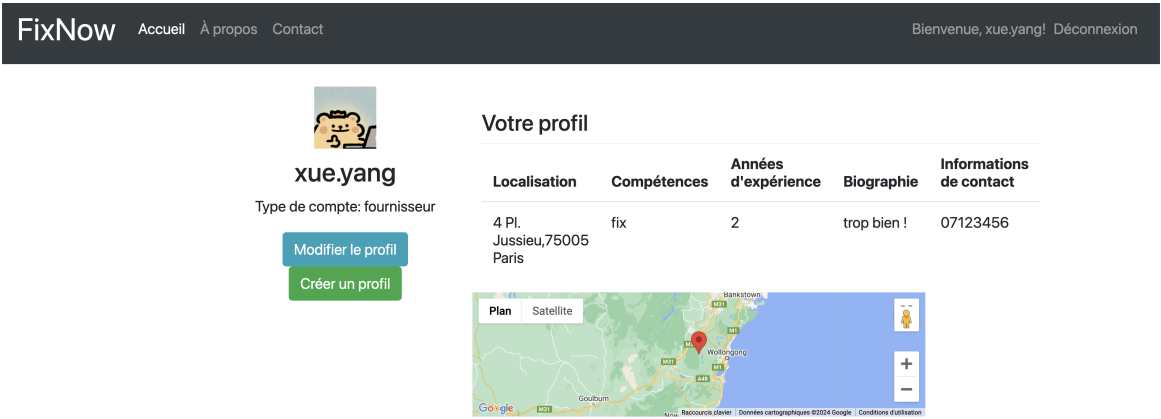 FixNow Accueil À propos Contact Bienvenue, xue.yang! Déconnexion
xue.yang
Type de compte: fournisseur
Modifier le profil
Créer un profil
Votre profil
Localisation Compétences Années d'expérience Biographie Informations de contact
4 Pl. Jussieu,75005 Paris fix 2 trop bien ! 07123456
Plan Satellite
Bankstown
M31
M1
Wollongong
M31
M1
A48
Goulburn
M31
Google
Raccourcis clavier Données cartographiques ©2024 Google Conditions d'utilisation